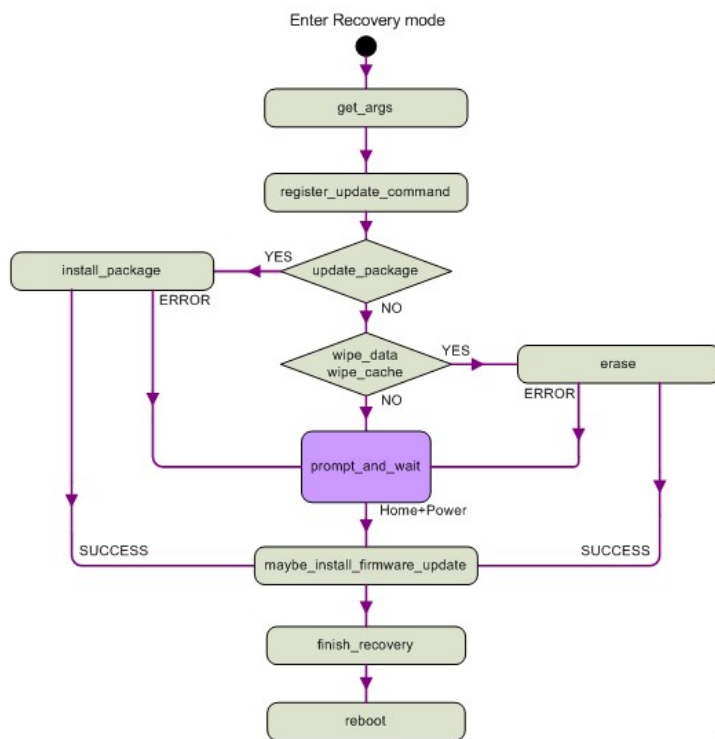 Enter Recovery mode
get_args
register_update_command
install_package
YES
update_package
ERROR
NO
wipe_data
wipe_cache
YES
erase
NO
ERROR
prompt_and_wait
Home+Power
SUCCESS
SUCCESS
maybe_install_firmware_update
finish_recovery
reboot